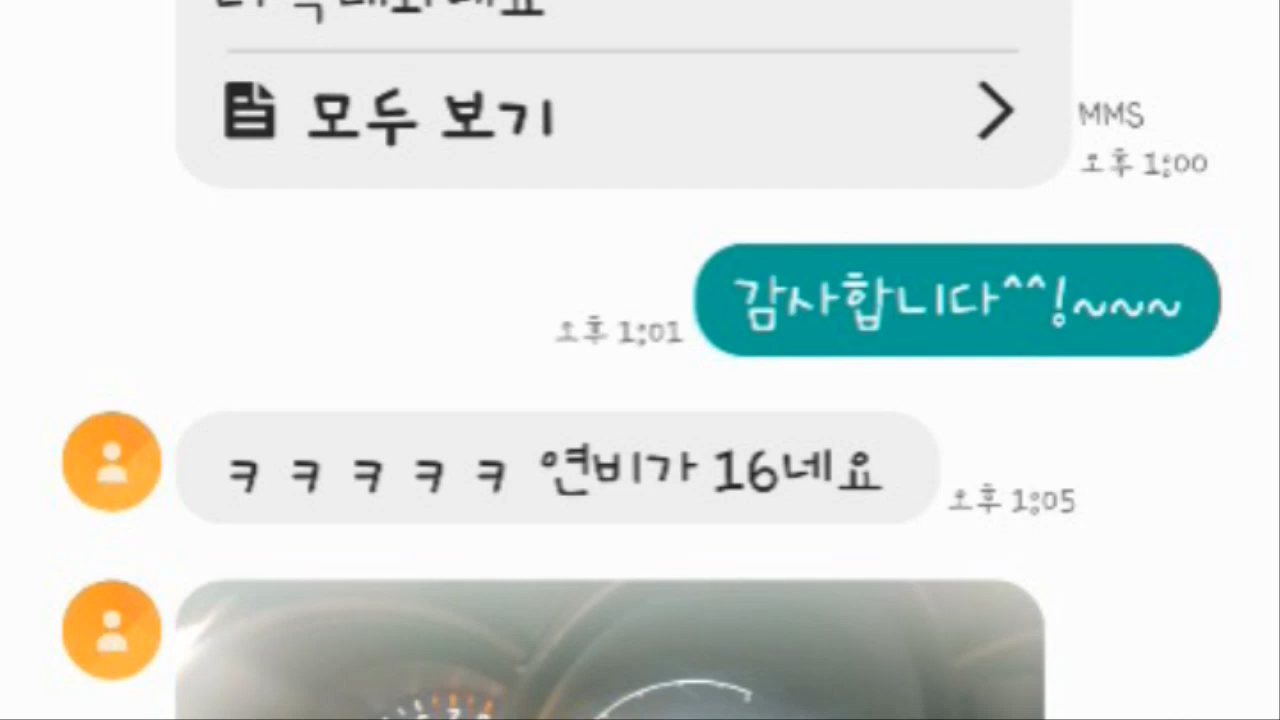 모두 보기
MMS
오후 1:00
감사합니다^^!~~~
오후 1:01
ㅋ ㅋ ㅋ ㅋ ㅋ 연비가 16네요
오후 1:05